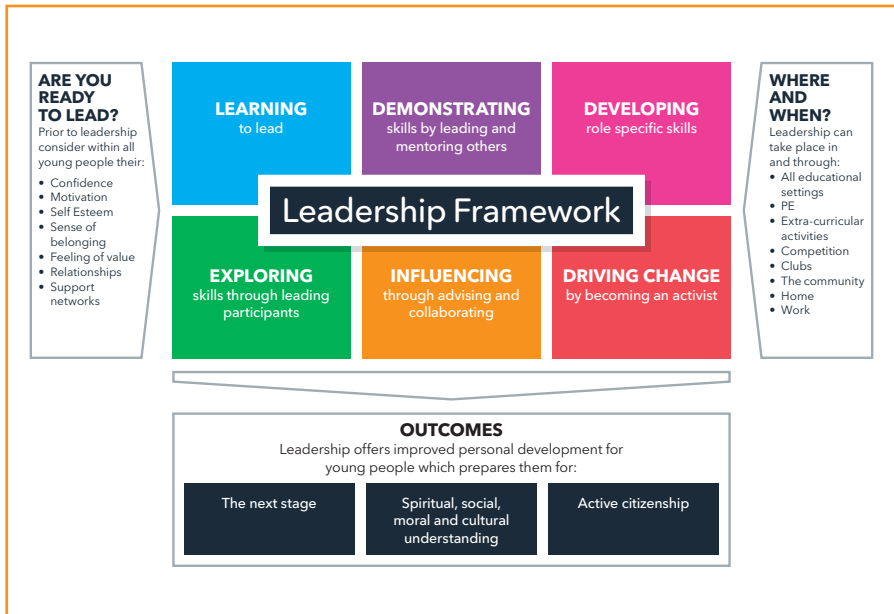 ARE YOU
READY
TO LEAD?
Prior to leadership
consider within all
young people their:
• Confidence
• Motivation
• Self Esteem
• Sense of
belonging
• Feeling of value
• Relationships
• Support
networks
LEARNING
to lead
DEMONSTRATING
skills by leading and
mentoring others
DEVELOPING
role specific skills
Leadership Framework
EXPLORING
skills through leading
participants
INFLUENCING
through advising and
collaborating
DRIVING CHANGE
by becoming an activist
WHERE
AND
WHEN?
Leadership can
take place in
and through:
• All educational
settings
• PE
• Extra-curricular
activities
• Competition
• Clubs
• The community
• Home
• Work
OUTCOMES
Leadership offers improved personal development for
young people which prepares them for:
The next stage
Spiritual, social,
moral and cultural
understanding
Active citizenship